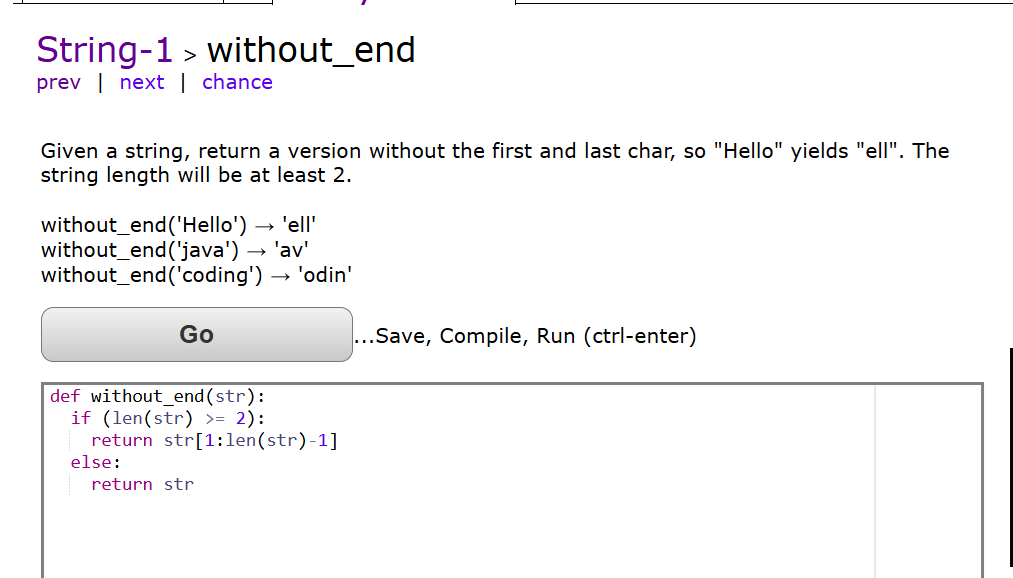 String-1 > without_end
prev | next | chance
Given a string, return a version without the first and last char, so "Hello" yields "ell". The
string length will be at least 2.
without_end('Hello') → 'ell'
without_end('java') → 'av'
without_end('coding') → 'odin'
Go ...Save, Compile, Run (ctrl-enter)
def without_end(str):
  if (len(str) >= 2):
    return str[1:len(str)-1]
  else:
    return str